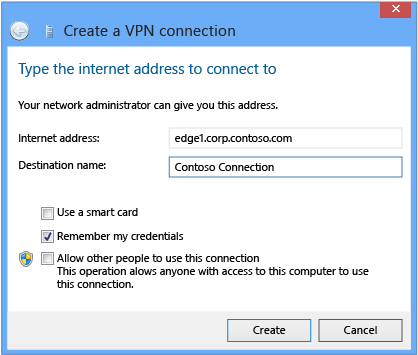 Create a VPN connection
Type the internet address to connect to
Your network administrator can give you this address.
Internet address:
edge1.corp.contoso.com
Destination name:
Contoso Connection
Use a smart card
Remember my credentials
Allow other people to use this connection
This operation allows anyone with access to this computer to use
this connection.
Create
Cancel